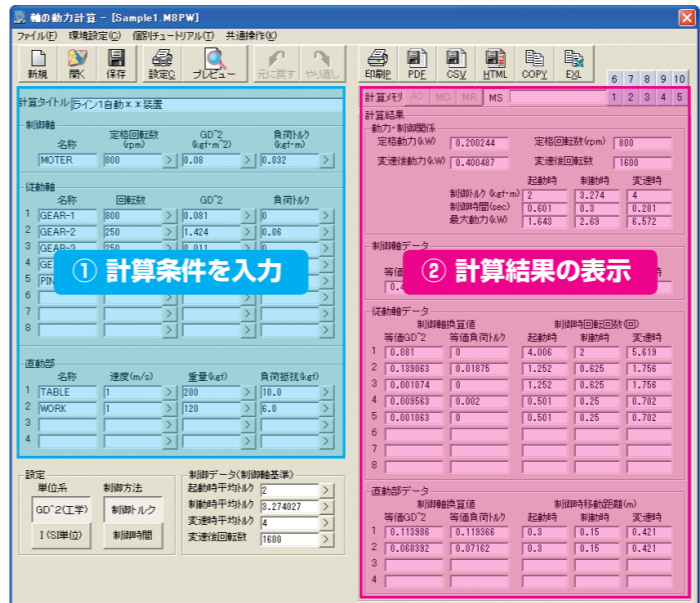 軸の動力計算 - [Sample1.M8PW]
ファイル(F) 環境設定(C) 個別チュートリアル(T) 共通操作(K)
新規 開く 保存 設定C プレビュー 元に戻す やり直し 印刷P PDF CSV HTML COPY EXL 6 7 8 9 10
計算タイトル ライン1自動××装置
計算メモリ AC MC MR MS 1 2 3 4 5
制御軸
名称 定格回転数(rpm) GD^2(kgf・m^2) 負荷トルク(kgf・m)
MOTER 800 > 0.08 > 0.032 >
従動軸
名称 回転数 GD^2 負荷トルク
1 GEAR-1 800 > 0.081 > 0 >
2 GEAR-2 250 > 1.424 > 0.06 >
3 GEAR-3 250 > 0.011 > 0 >
4 GE
5 PIN
6 > > >
7 > > >
8 > > >
① 計算条件を入力
直動部
名称 速度(m/s) 重量(kgf) 負荷抵抗(kgf)
1 TABLE 1 > 200 > 10.0 >
2 WORK 1 > 120 > 6.0 >
3 > > >
4 > > >
設定
単位系 制御方法
GD^2(工学) 制御トルク
I(SI単位) 制御時間
制御データ(制御軸基準)
起動時平均トルク 2 >
制動時平均トルク 3.274027 >
変速時平均トルク 4 >
変速後回転数 1600 >
計算結果
動力・制御関係
定格動力(kW) 0.200244 定格回転数(rpm) 800
変速後動力(kW) 0.400487 変速後回転数 1600
起動時 制動時 変速時
制御トルク(kgf・m) 2 3.274 4
制御時間(sec) 0.601 0.3 0.281
最大動力(kW) 1.643 2.69 6.572
制御軸データ
② 計算結果の表示
従動軸データ
制御軸換算値 制動時回転回数(回)
等価GD^2 等価負荷トルク 起動時 制動時 変速時
1 0.081 0 4.006 2 5.619
2 0.139063 0.01875 1.252 0.625 1.756
3 0.001074 0 1.252 0.625 1.756
4 0.009563 0.002 0.501 0.25 0.702
5 0.001063 0 0.501 0.25 0.702
6
7
8
直動部データ
制御軸換算値 制動時移動距離(m)
等価GD^2 等価負荷トルク 起動時 制動時 変速時
1 0.113986 0.119366 0.3 0.15 0.421
2 0.068392 0.07162 0.3 0.15 0.421
3
4